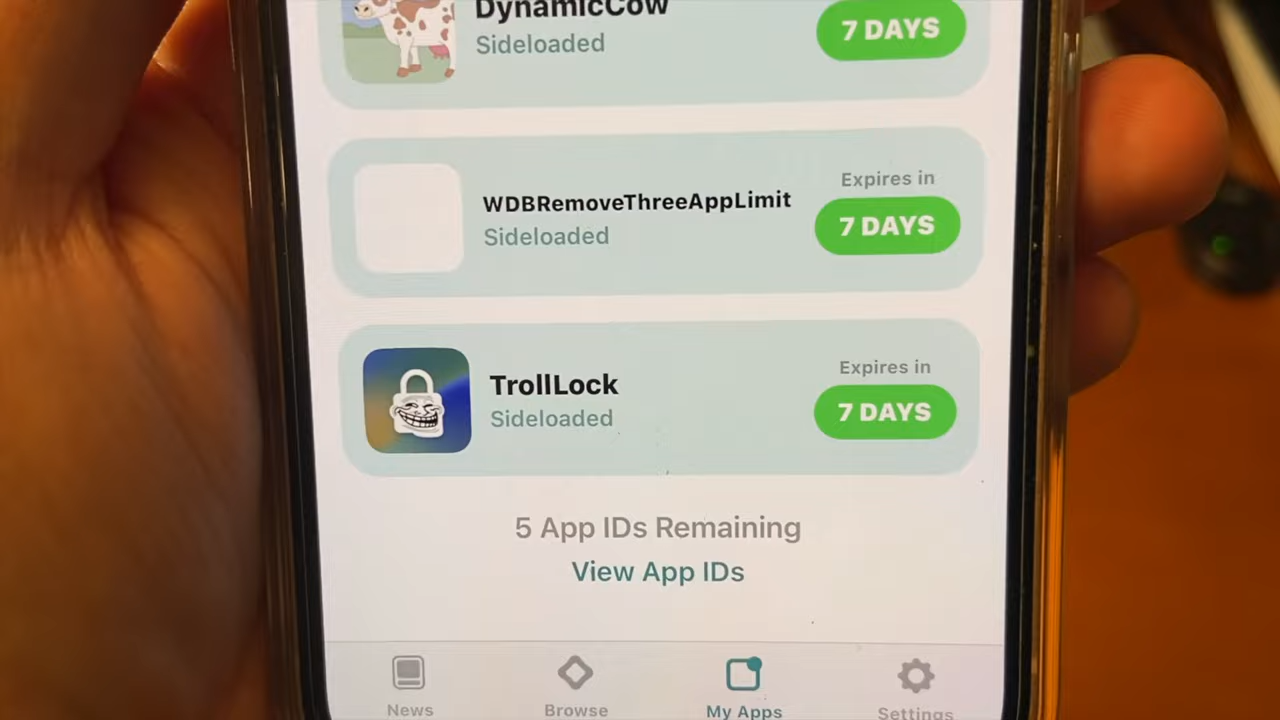 DynamicCow
Sideloaded
7 DAYS
WDBRemoveThreeAppLimit
Sideloaded
Expires in
7 DAYS
TrollLock
Sideloaded
Expires in
7 DAYS
5 App IDs Remaining
View App IDs
News
Browse
My Apps
Settings